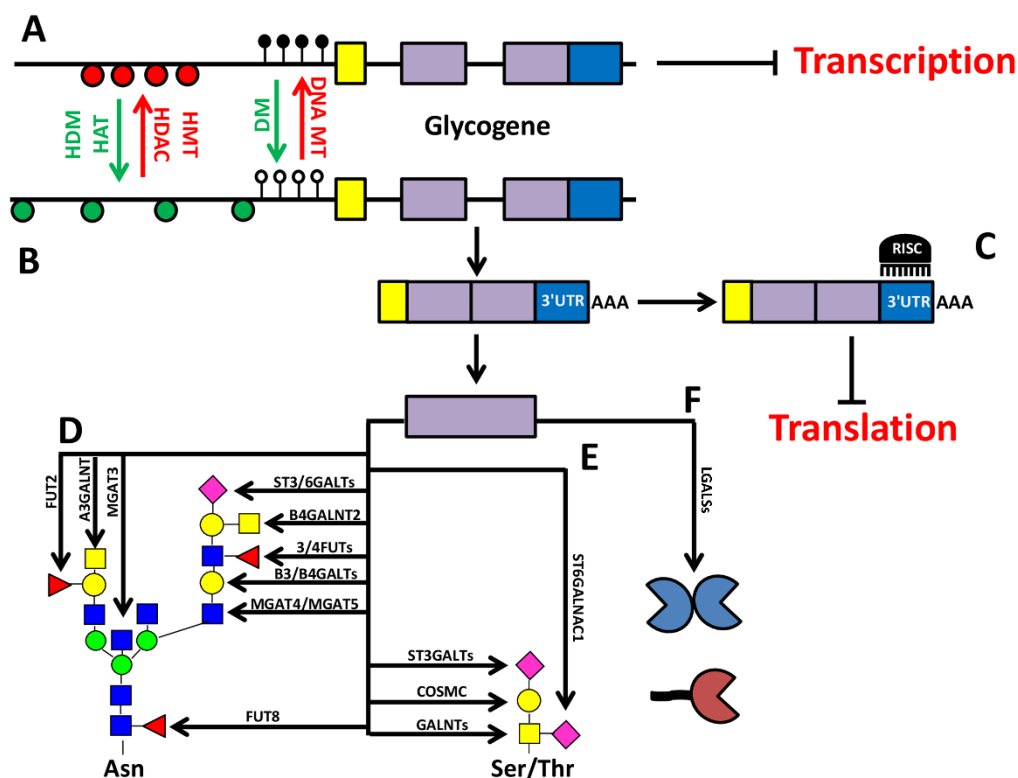 A
Transcription
HDM
HAT
HDAC
HMT
DM
DNA MT
Glycogene
B
C
RISC
3'UTR
AAA
3'UTR
AAA
Translation
D
E
F
FUT2
A3GALNT
MGAT3
ST3/6GALTs
B4GALNT2
3/4FUTs
B3/B4GALTs
MGAT4/MGAT5
ST6GALNAC1
LGALSs
ST3GALTs
COSMC
GALNTs
FUT8
Asn
Ser/Thr